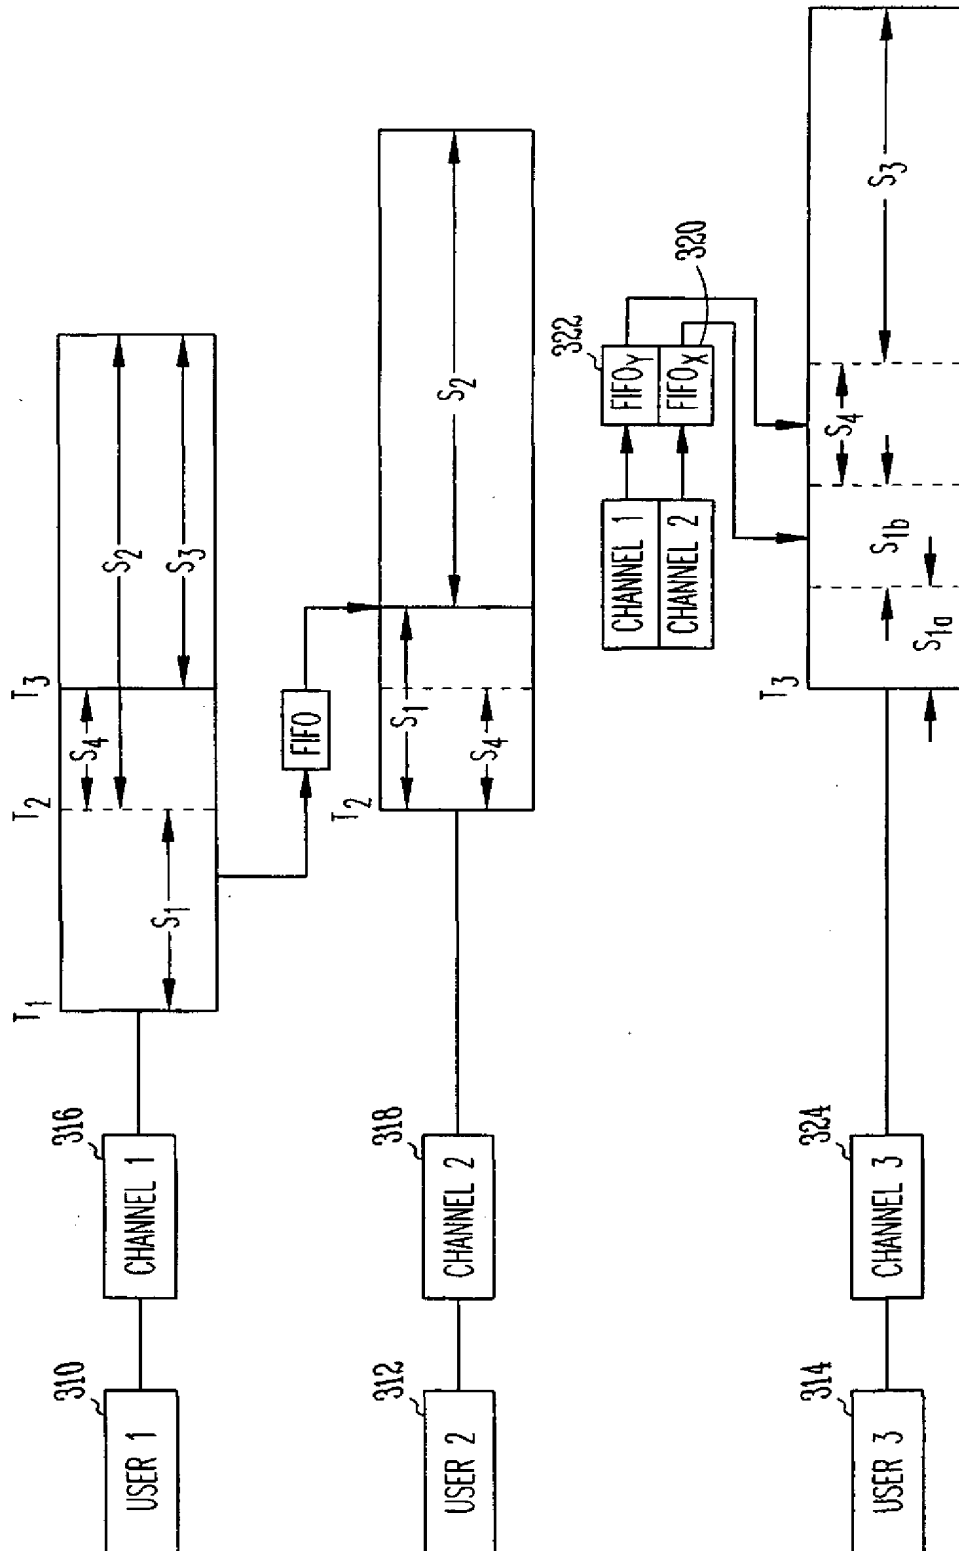 USER 1
310
CHANNEL 1
316
T1
T2
T3
S1
S4
S2
S3
FIFO
USER 2
312
CHANNEL 2
318
T2
S1
S4
S2
CHANNEL 1
CHANNEL 2
322
FIFOY
FIFOX
320
USER 3
314
CHANNEL 3
324
T3
S1a
S1b
S4
S3